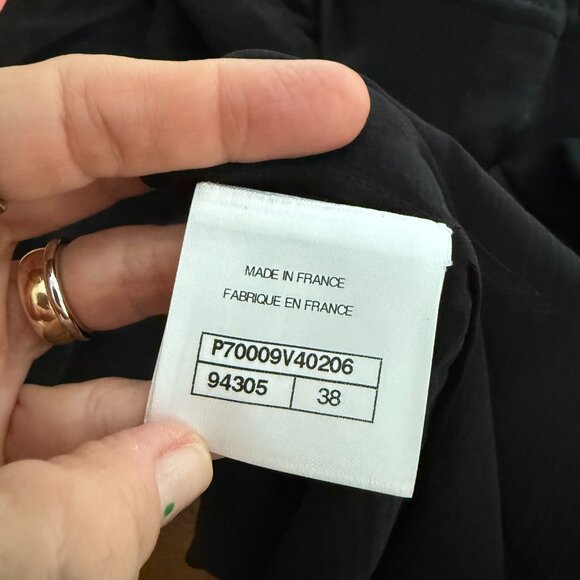 MADE IN FRANCE
FABRIQUE EN FRANCE
P70009V40206
94305 38